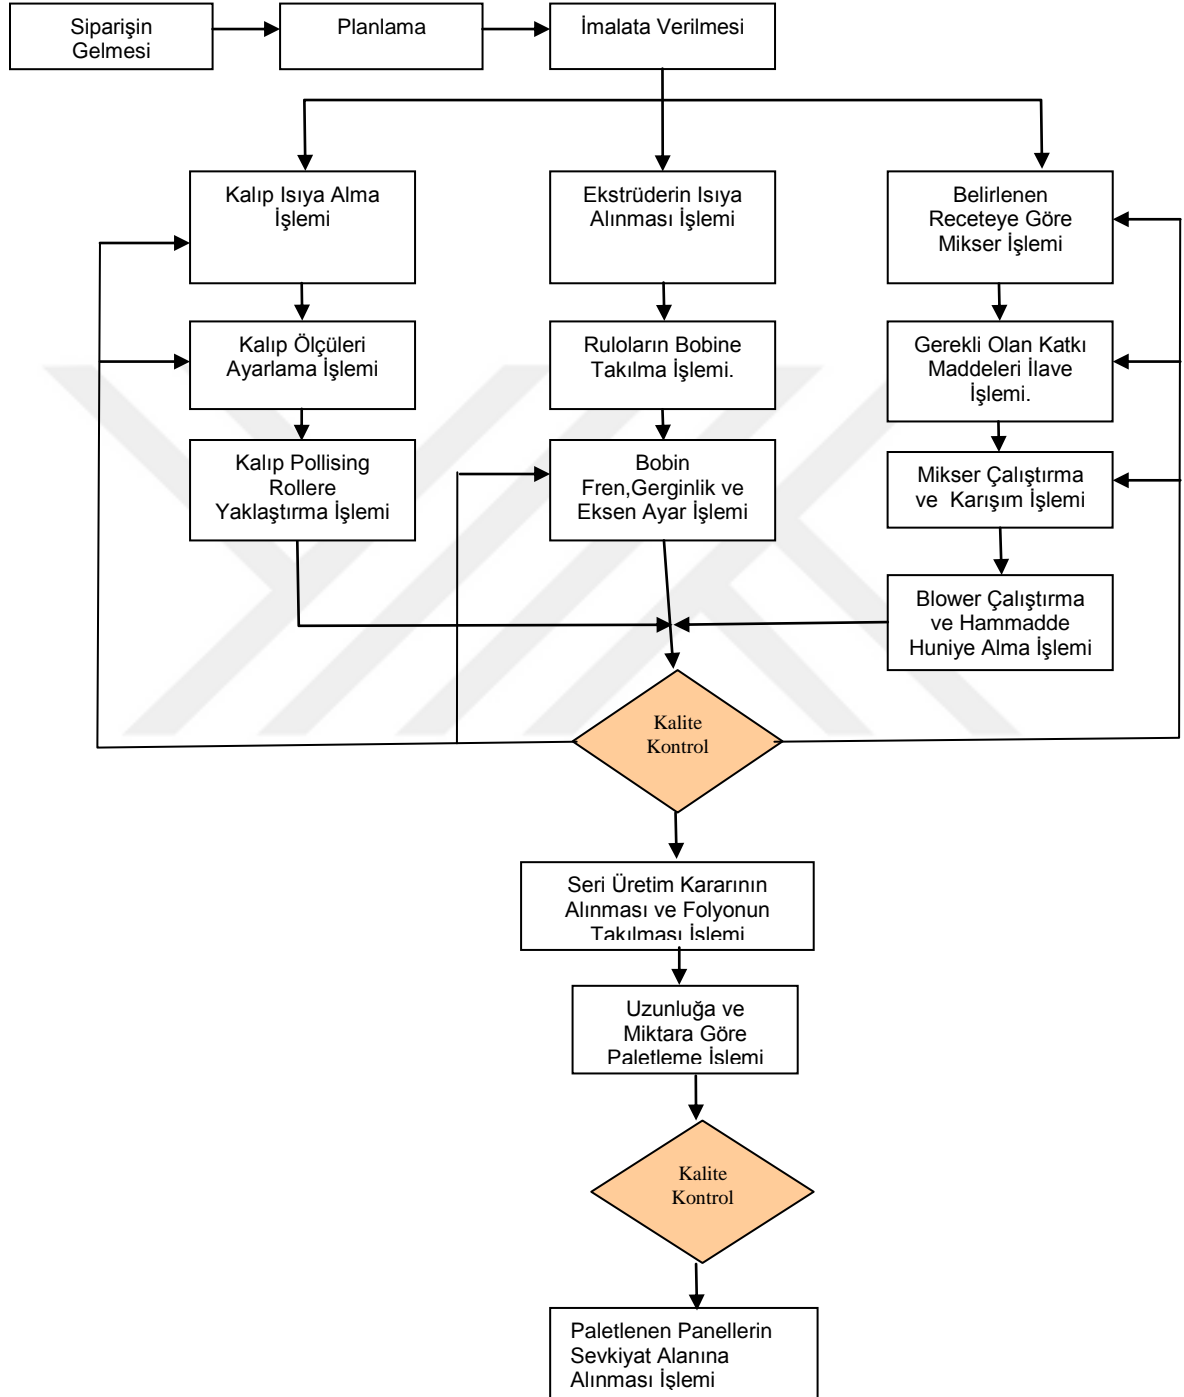 Siparişin
Gelmesi
Planlama
İmalata Verilmesi
Kalıp Isıya Alma
İşlemi
Ekstrüderin Isıya
Alınması İşlemi
Belirlenen
Receteye Göre
Mikser İşlemi
Kalıp Ölçüleri
Ayarlama İşlemi
Ruloların Bobine
Takılma İşlemi.
Gerekli Olan Katkı
Maddeleri İlave
İşlemi.
Kalıp Pollising
Rollere
Yaklaştırma İşlemi
Bobin
Fren,Gerginlik ve
Eksen Ayar İşlemi
Mikser Çalıştırma
ve Karışım İşlemi
Blower Çalıştırma
ve Hammadde
Huniye Alma İşlemi
Kalite
Kontrol
Seri Üretim Kararının
Alınması ve Folyonun
Takılması İşlemi
Uzunluğa ve
Miktara Göre
Paletleme İşlemi
Kalite
Kontrol
Paletlenen Panellerin
Sevkiyat Alanına
Alınması İşlemi